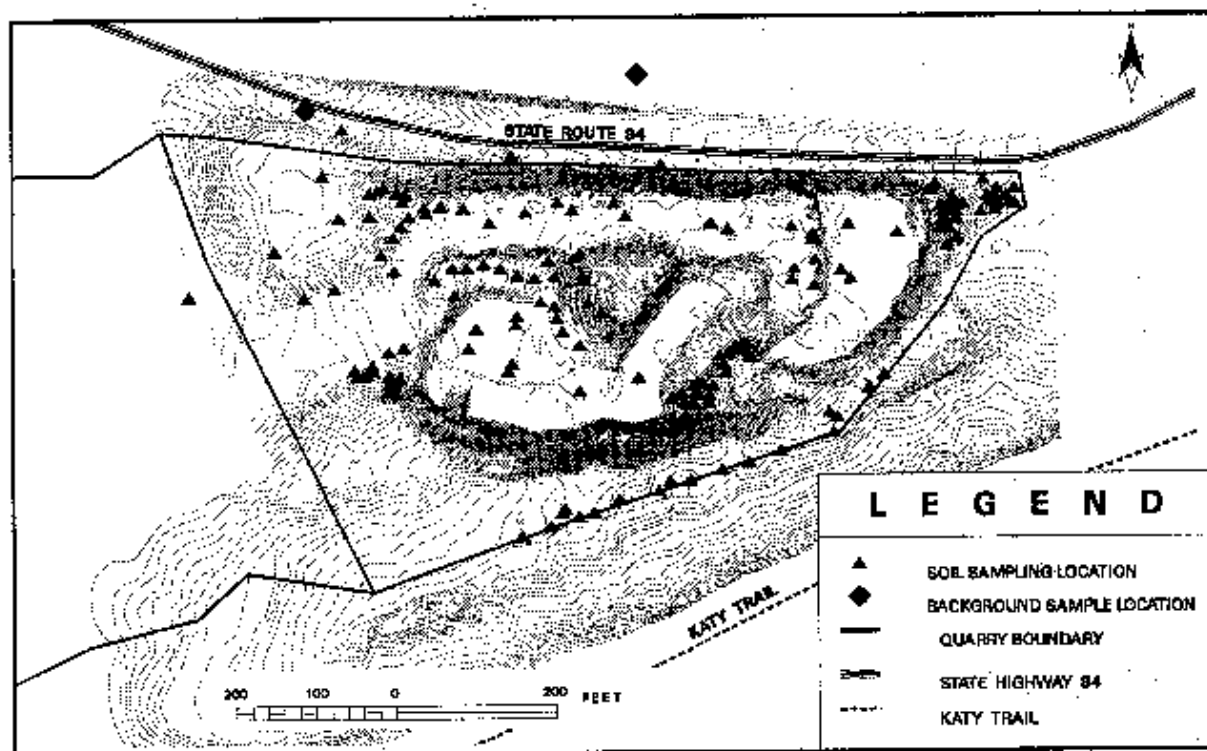 N
STATE ROUTE 94
LEGEND
SOIL SAMPLING LOCATION
BACKGROUND SAMPLE LOCATION
QUARRY BOUNDARY
STATE HIGHWAY 94
KATY TRAIL
KATY TRAIL
200 100 0 200 FEET